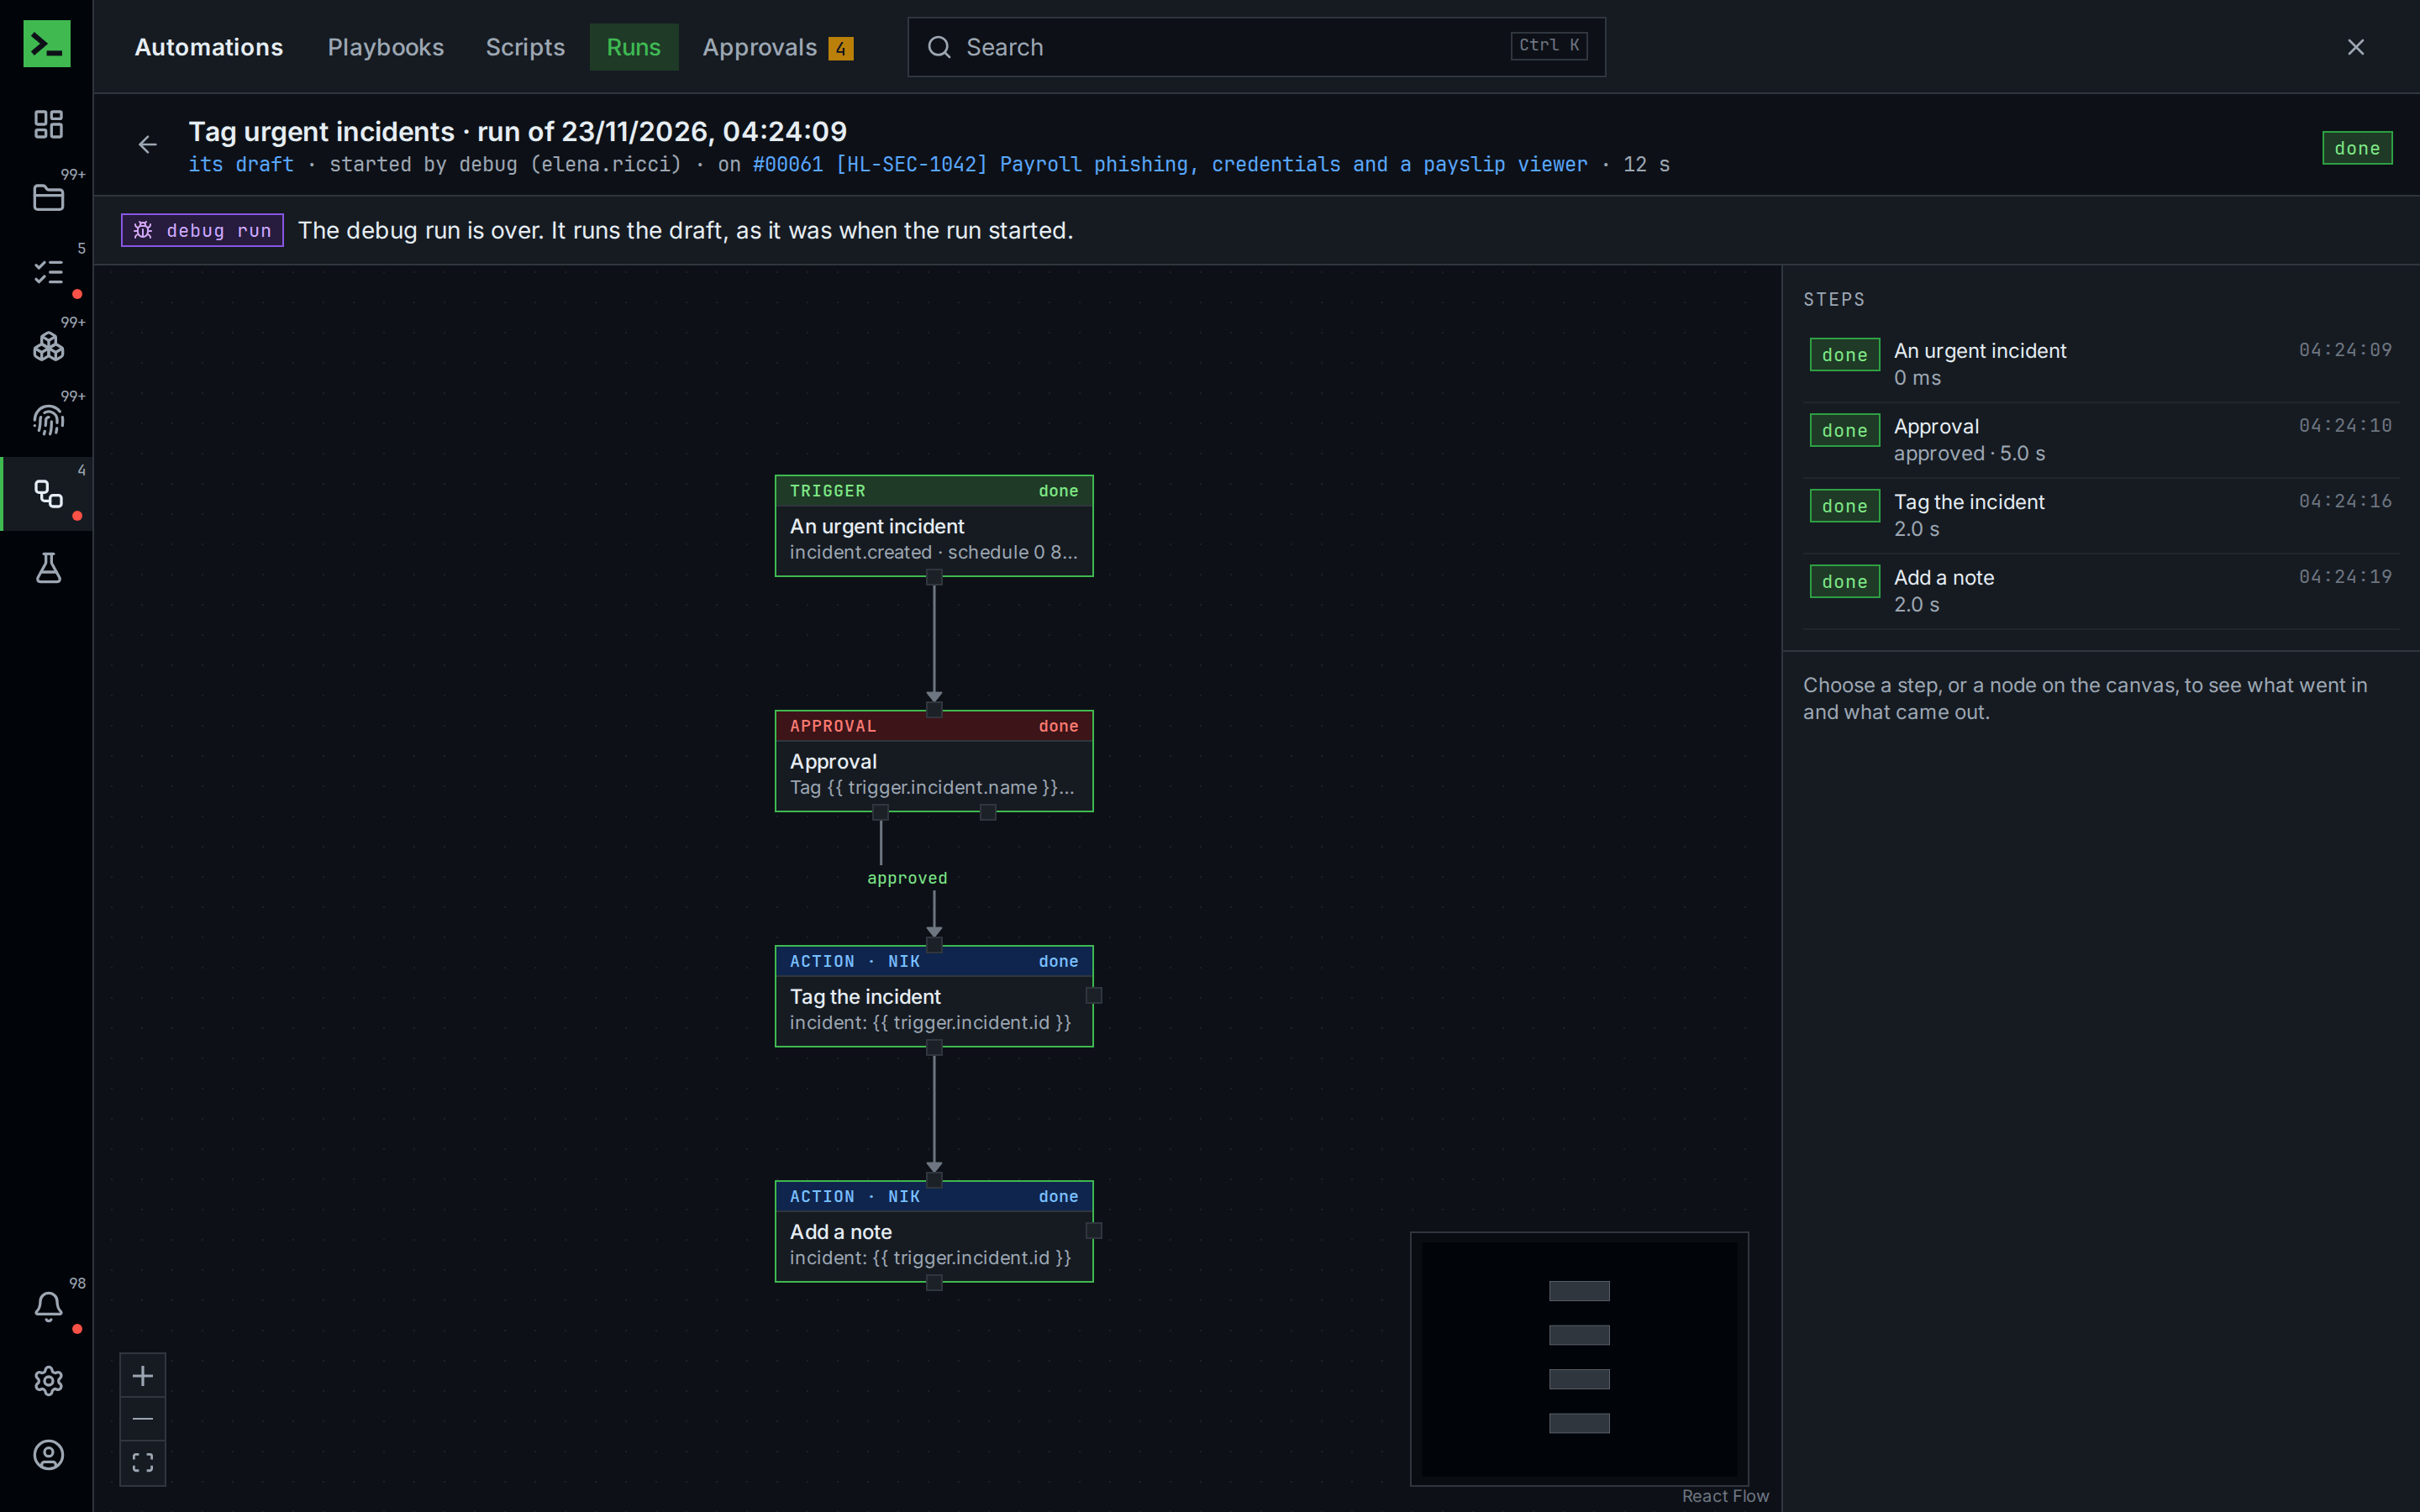 Automations
Playbooks
Scripts
Runs
Approvals 4
Search
Ctrl K
Tag urgent incidents · run of 23/11/2026, 04:24:09
its draft · started by debug (elena.ricci) · on #00061 [HL-SEC-1042] Payroll phishing, credentials and a payslip viewer · 12 s
done
debug run
The debug run is over. It runs the draft, as it was when the run started.
99+
5
99+
99+
4
98
TRIGGER done
An urgent incident
incident.created · schedule 0 8...
APPROVAL done
Approval
Tag {{ trigger.incident.name }}...
approved
ACTION · NIK done
Tag the incident
incident: {{ trigger.incident.id }}
ACTION · NIK done
Add a note
incident: {{ trigger.incident.id }}
React Flow
STEPS
done An urgent incident 04:24:09
0 ms
done Approval 04:24:10
approved · 5.0 s
done Tag the incident 04:24:16
2.0 s
done Add a note 04:24:19
2.0 s
Choose a step, or a node on the canvas, to see what went in
and what came out.